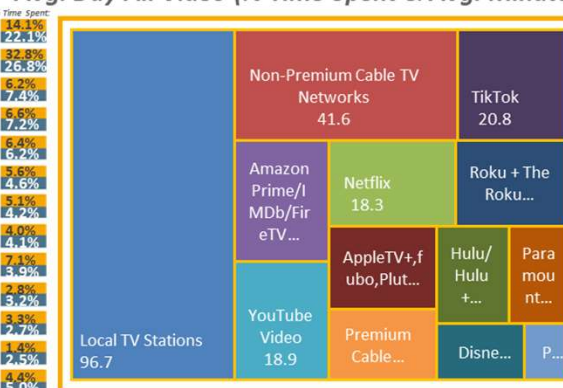 Time Spent:
14.1%
22.1%
32.8%
26.8%
6.2%
7.4%
6.6%
7.2%
6.4%
6.2%
5.6%
4.6%
5.1%
4.2%
4.0%
4.1%
7.1%
3.9%
2.8%
3.2%
3.3%
2.7%
1.4%
2.5%
4.4%
Local TV Stations
96.7
Non-Premium Cable TV
Networks
41.6
TikTok
20.8
Amazon
Prime/I
MDb/Fir
eTV...
Netflix
18.3
Roku + The
Roku...
YouTube
Video
18.9
AppleTV+,f
ubo,Plut...
Hulu/
Hulu
+...
Para
mou
nt...
Premium
Cable...
Disne...
P...